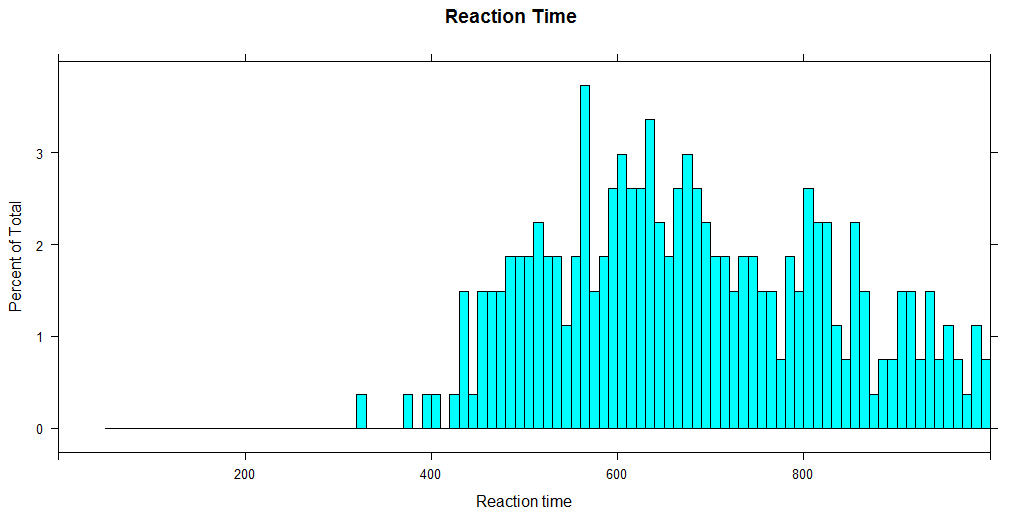 Reaction Time
Percent of Total
3
2
1
0
200 400 600 800
Reaction time